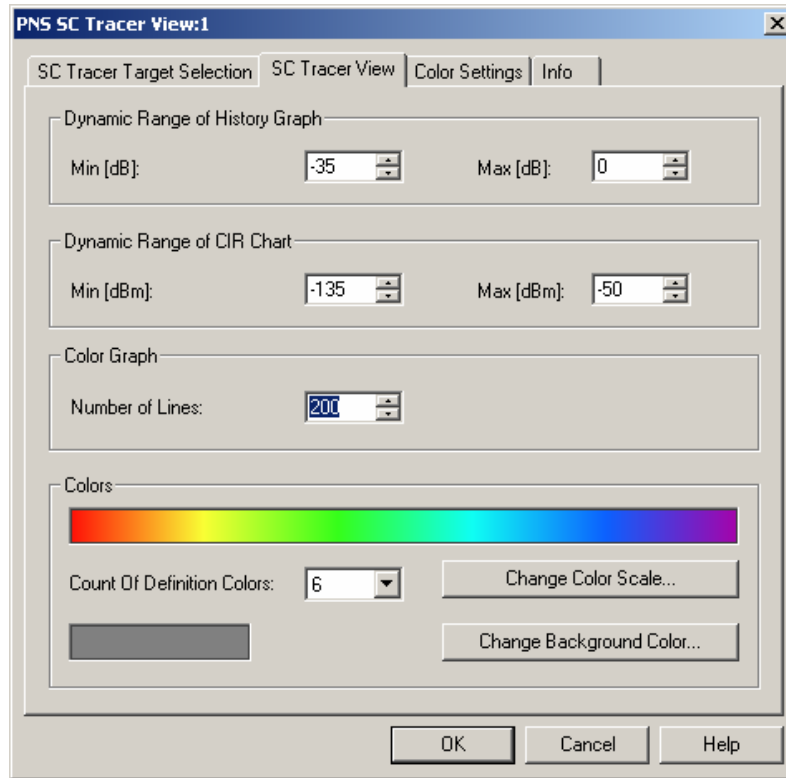 PNS SC Tracer View:1
SC Tracer Target Selection SC Tracer View Color Settings Info
Dynamic Range of History Graph
Min [dB]: -35 Max [dB]: 0
Dynamic Range of CIR Chart
Min [dBm]: -135 Max [dBm]: -50
Color Graph
Number of Lines: 200
Colors
Count Of Definition Colors: 6 Change Color Scale...
Change Background Color...
OK Cancel Help